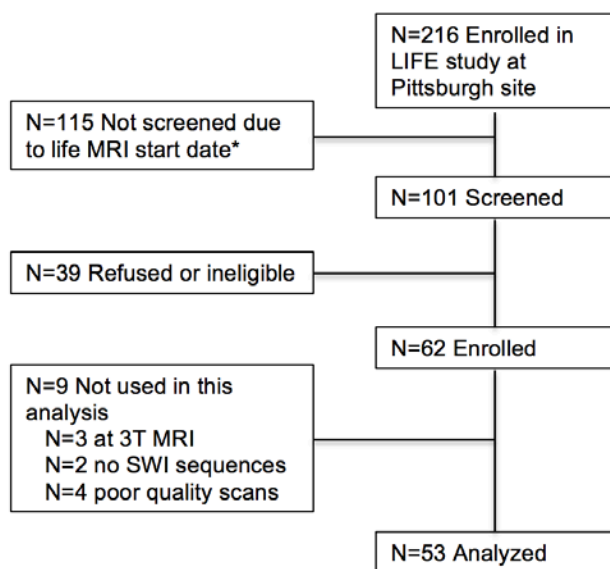 N=216 Enrolled in
LIFE study at
Pittsburgh site
N=115 Not screened due
to life MRI start date*
N=101 Screened
N=39 Refused or ineligible
N=62 Enrolled
N=9 Not used in this
analysis
N=3 at 3T MRI
N=2 no SWI sequences
N=4 poor quality scans
N=53 Analyzed